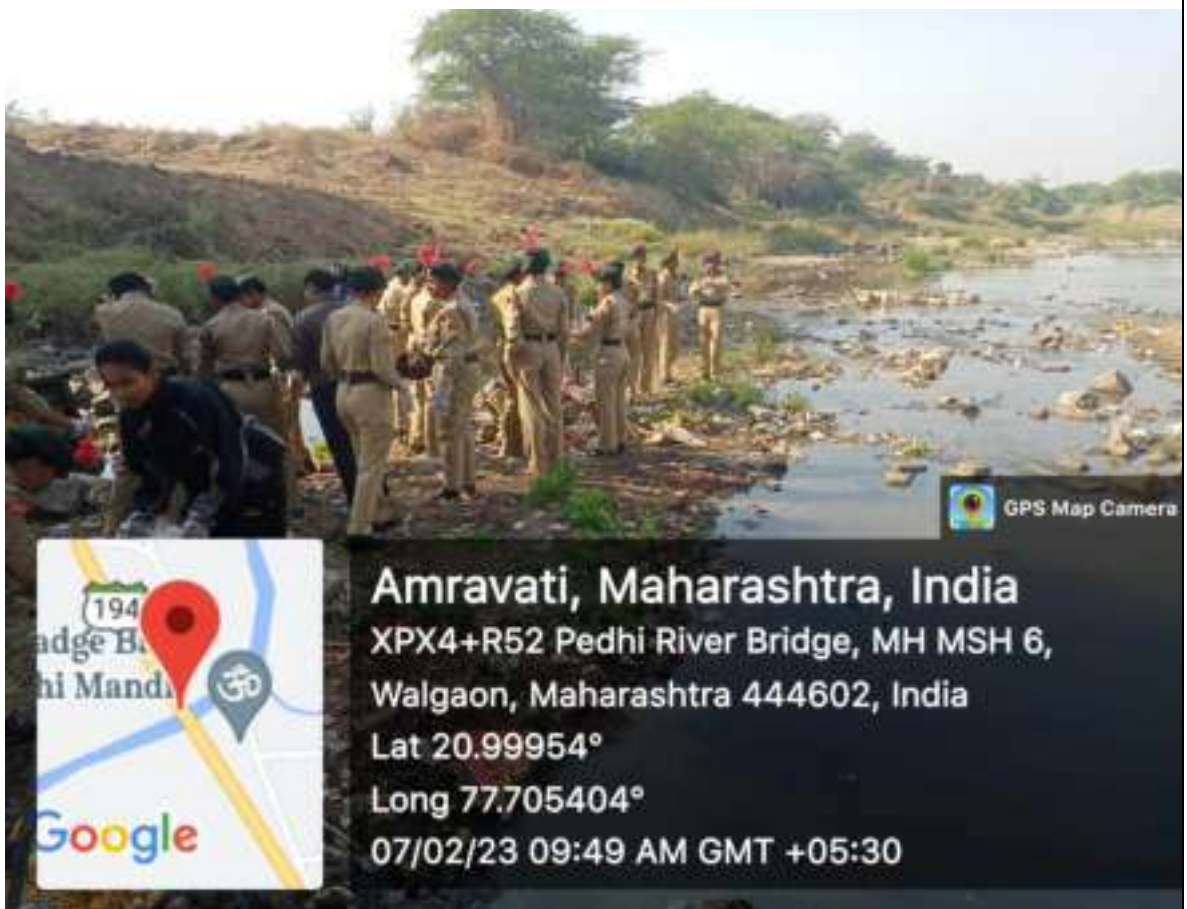 GPS Map Camera
194
Google
Amravati, Maharashtra, India
XPX4+R52 Pedhi River Bridge, MH MSH 6,
Walgaon, Maharashtra 444602, India
Lat 20.99954°
Long 77.705404°
07/02/23 09:49 AM GMT +05:30